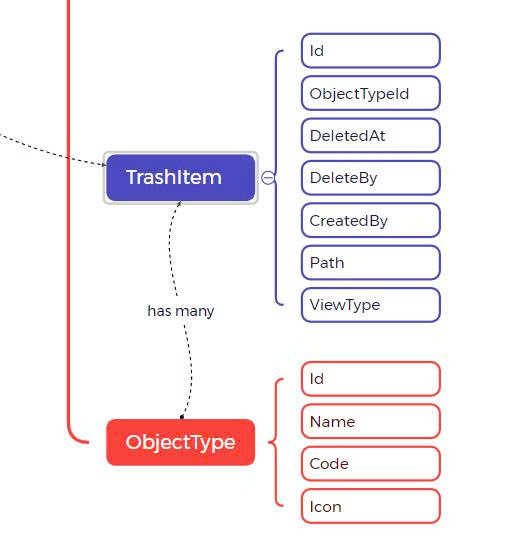 Id
ObjectTypeId
DeletedAt
TrashItem
DeleteBy
CreatedBy
Path
ViewType
has many
Id
Name
ObjectType
Code
Icon